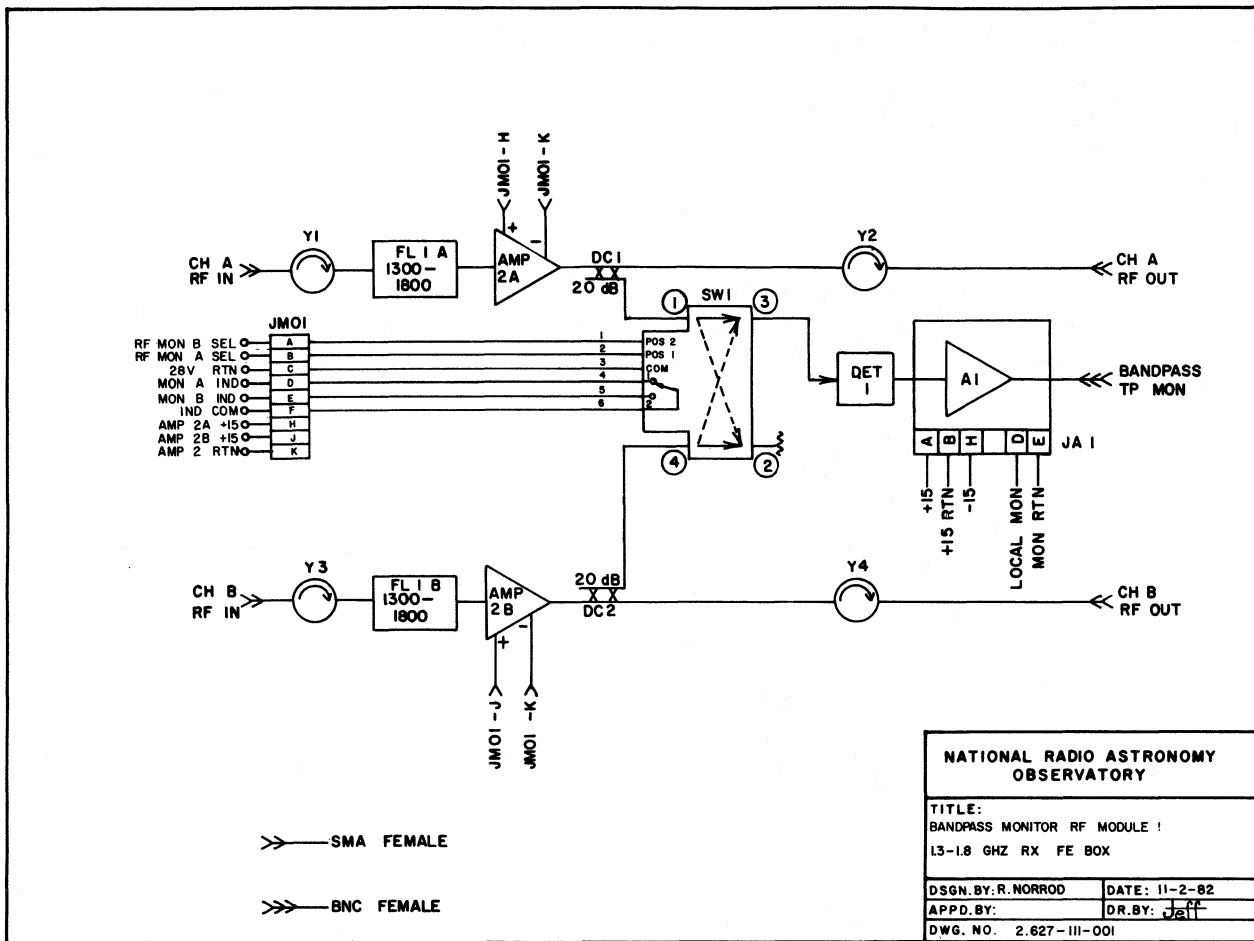 JMO1-H
JMO1-K
Y1
FL 1 A
1300-
1800
+
-
AMP
2A
DC1
20 dB
Y2
CH A
RF IN
CH A
RF OUT
JMO1
SW1
1
3
RF MON B SEL A 1 POS 2
RF MON A SEL B 2 POS 1
28V RTN C 3 COM
MON A IND D 4 1
MON B IND E 5
IND COM F 6 2
AMP 2A +15 H
AMP 2B +15 J
AMP 2 RTN K
4
2
DET
1
A1
BANDPASS
TP MON
A B H D E
JA 1
+15
+15 RTN
-15
LOCAL MON
MON RTN
Y3
FL 1 B
1300-
1800
AMP
2B
+
-
20 dB
DC2
Y4
CH B
RF IN
CH B
RF OUT
JMO1-J
JMO1-K
SMA FEMALE
BNC FEMALE
NATIONAL RADIO ASTRONOMY
OBSERVATORY
TITLE:
BANDPASS MONITOR RF MODULE !
1.3-1.8 GHZ RX FE BOX
DSGN. BY: R. NORROD DATE: 11-2-82
APPD. BY: DR. BY: Jeff
DWG. NO. 2.627-111-001